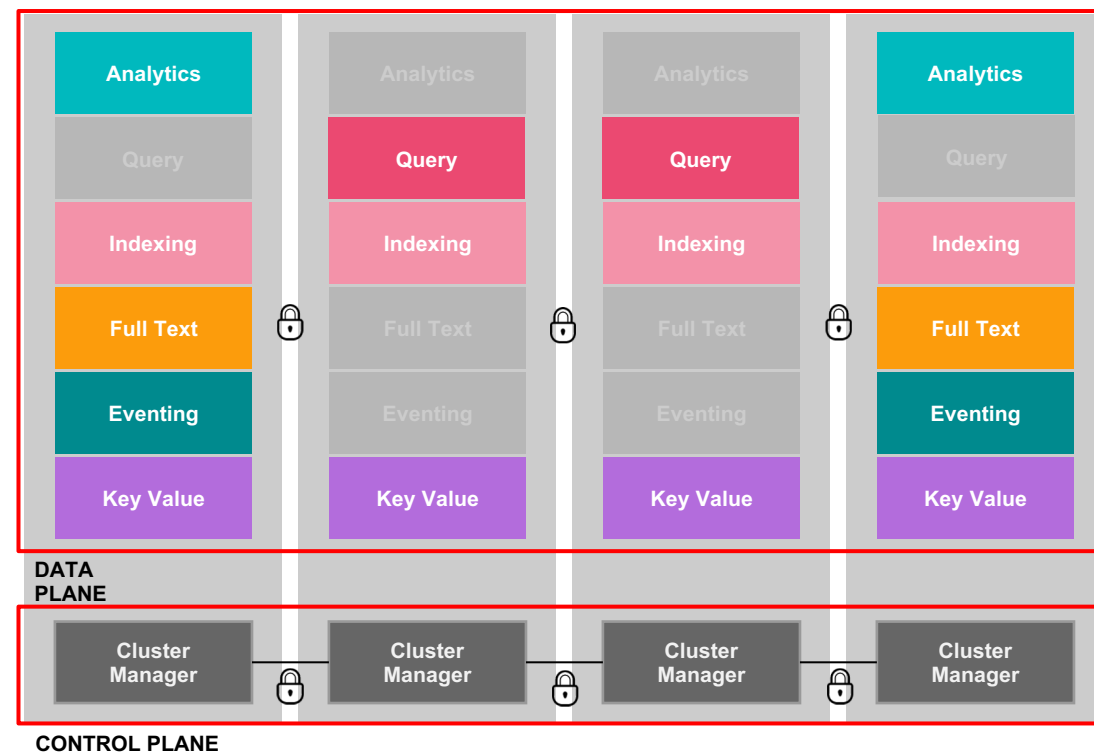 Analytics
Analytics
Analytics
Analytics
Query
Query
Query
Query
Indexing
Indexing
Indexing
Indexing
Full Text
Full Text
Full Text
Full Text
Eventing
Eventing
Eventing
Eventing
Key Value
Key Value
Key Value
Key Value
DATA
PLANE
Cluster
Manager
Cluster
Manager
Cluster
Manager
Cluster
Manager
CONTROL PLANE